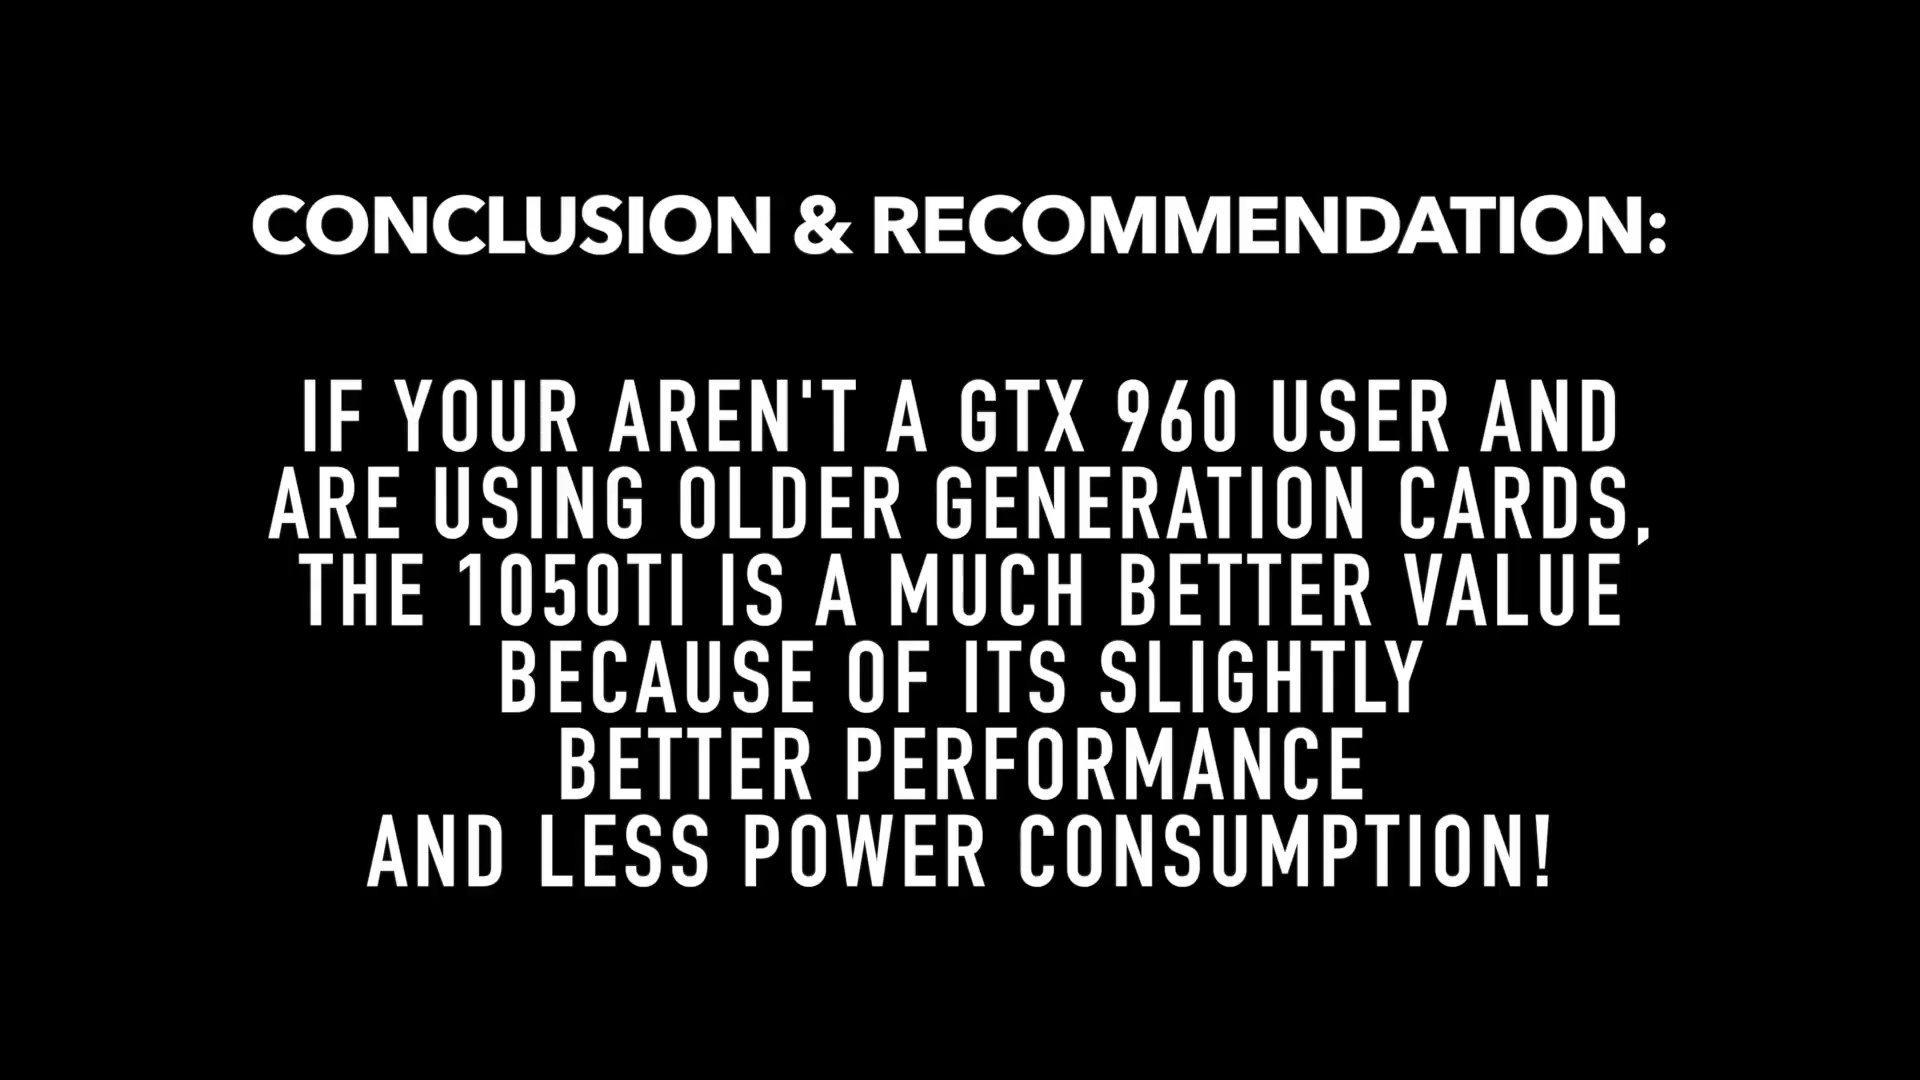 CONCLUSION & RECOMMENDATION:
IF YOUR AREN'T A GTX 960 USER AND
ARE USING OLDER GENERATION CARDS,
THE 1050TI IS A MUCH BETTER VALUE
BECAUSE OF ITS SLIGHTLY
BETTER PERFORMANCE
AND LESS POWER CONSUMPTION!